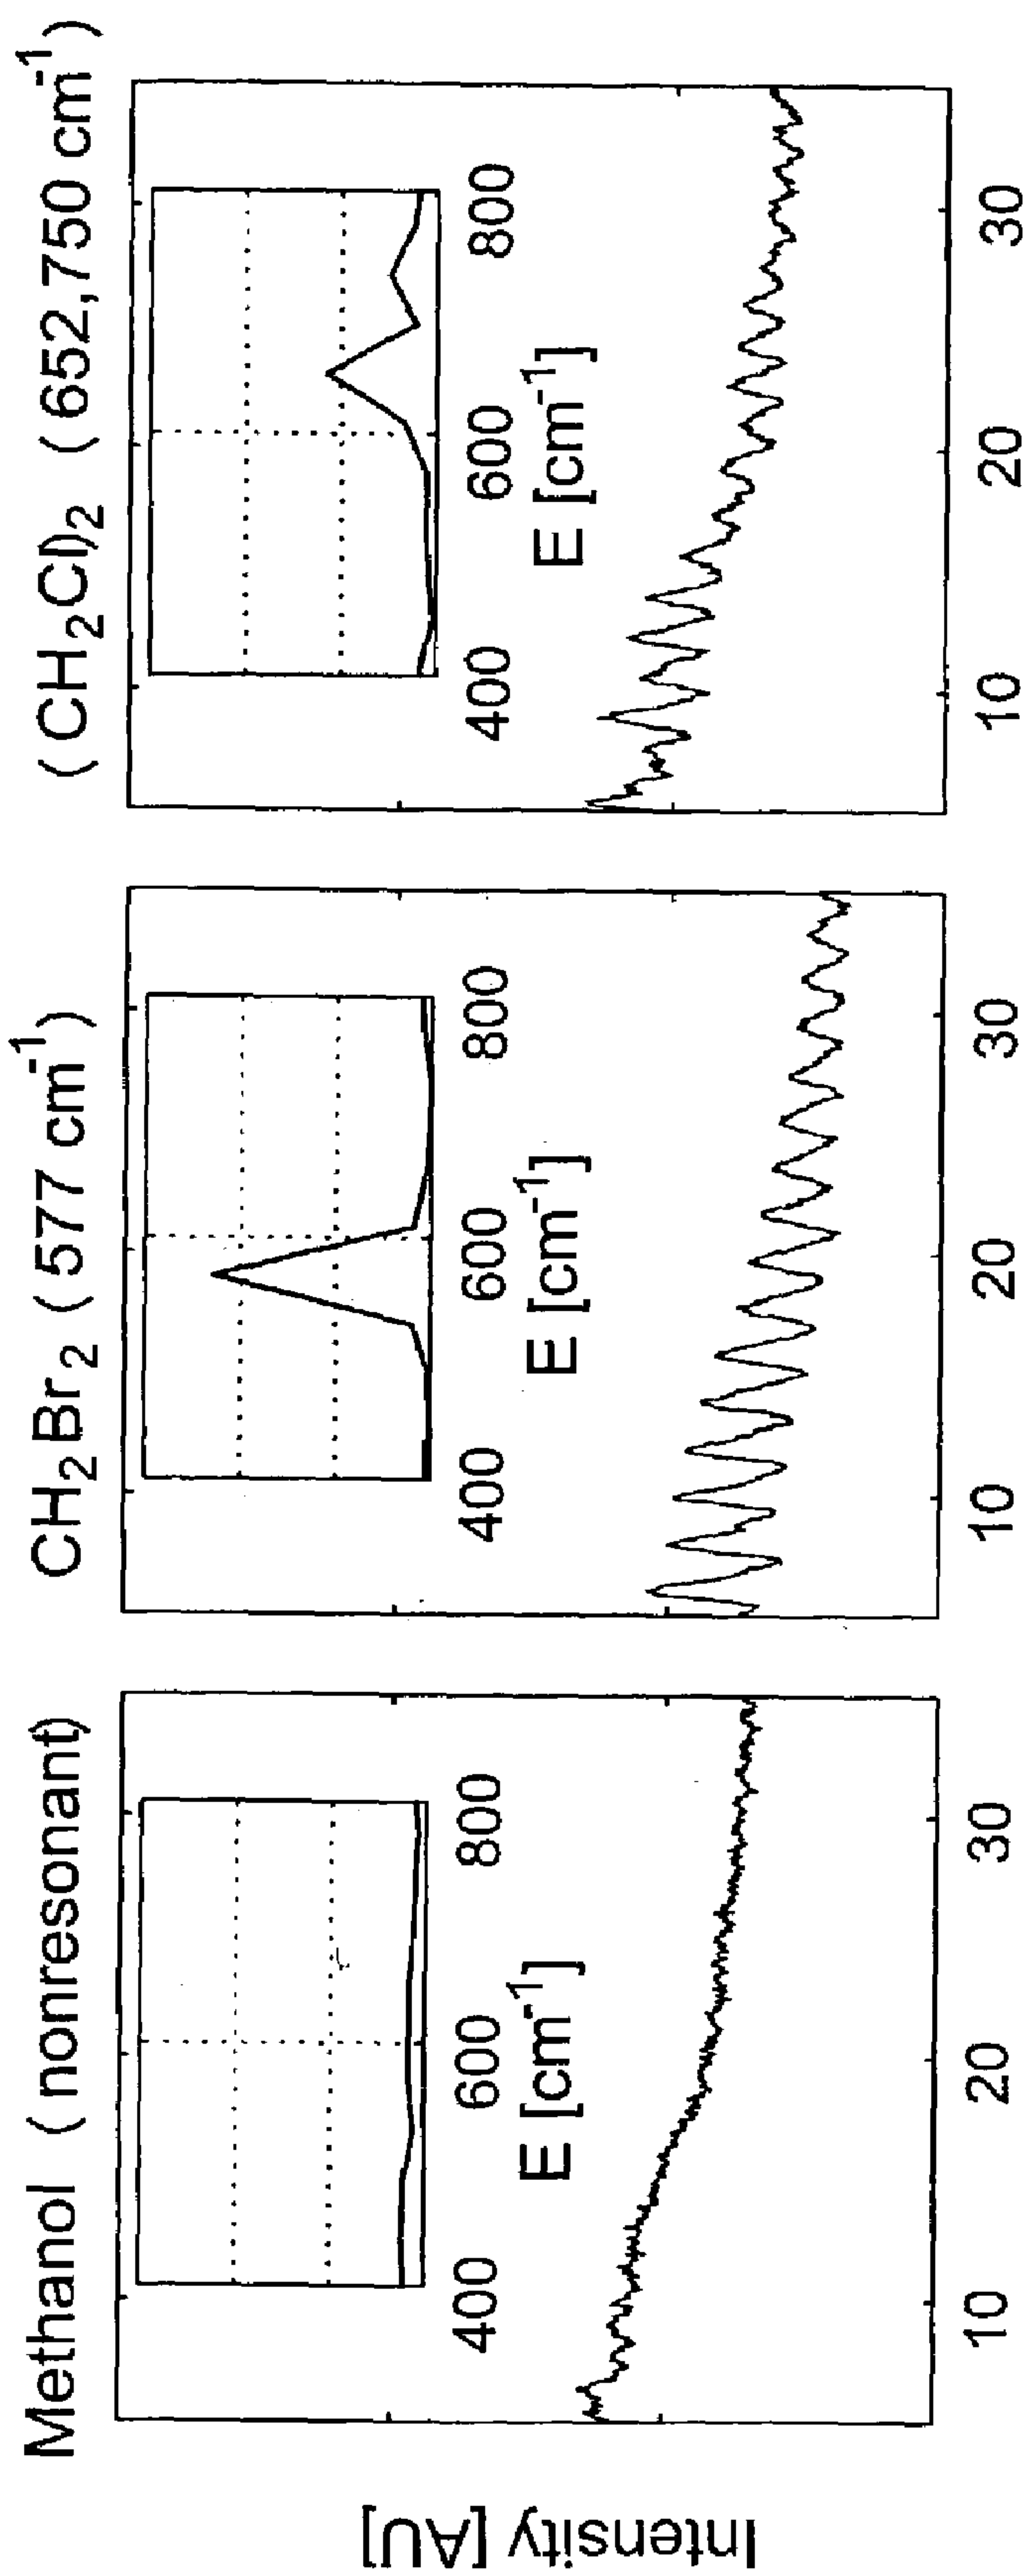 Methanol (nonresonant)
CH2Br2 (577 cm-1)
(CH2Cl)2 (652,750 cm-1)
Intensity [AU]
400 600 800
E [cm-1]
10 20 30
400 600 800
E [cm-1]
10 20 30
400 600 800
E [cm-1]
10 20 30